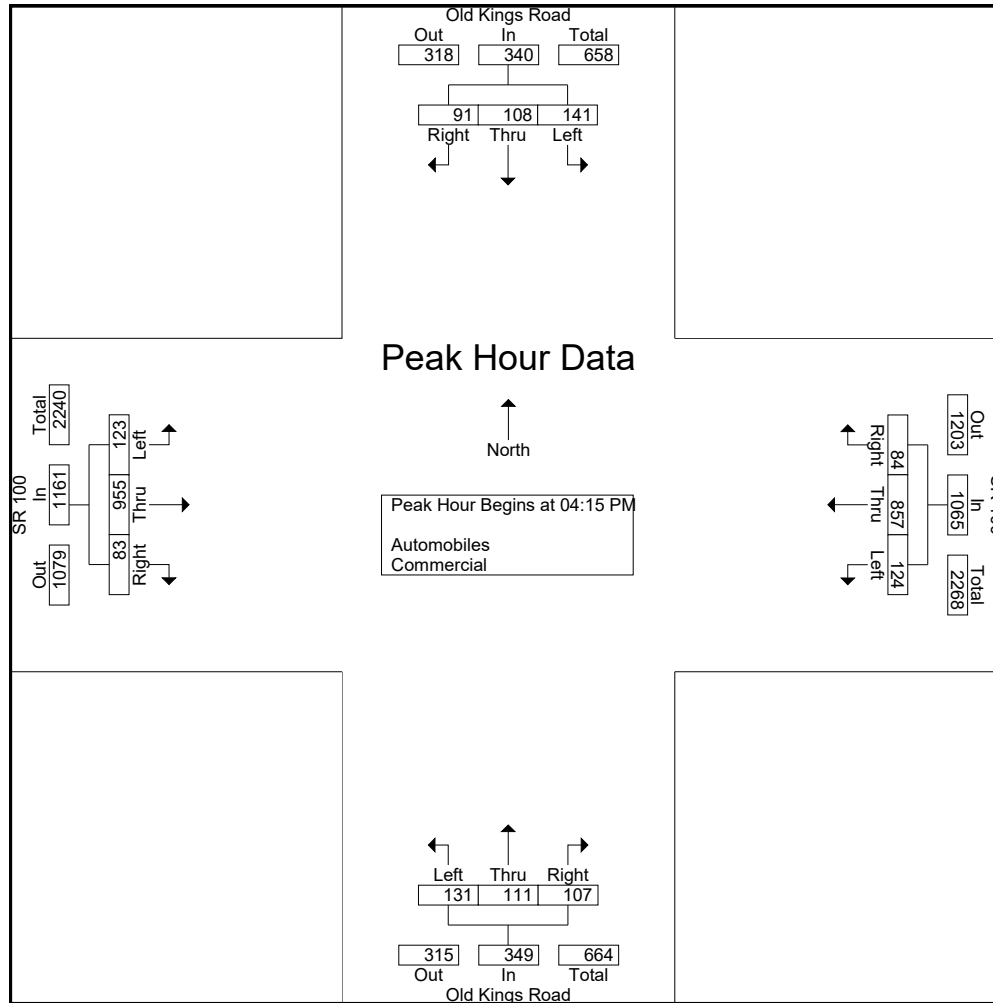 Old Kings Road
Out In Total
318 340 658
91 108 141
Right Thru Left
Peak Hour Data
North
Peak Hour Begins at 04:15 PM
Automobiles
Commercial
SR 100
Total In Out
2240 1161 1079
123 955 83
Left Thru Right
Out In Total
1203 1065 2268
84 857 124
Right Thru Left
Left Thru Right
131 111 107
315 349 664
Out In Total
Old Kings Road